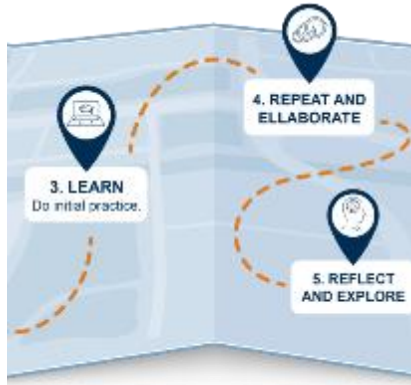 3. LEARN
Do initial practice.
4. REPEAT AND
ELLABORATE
5. REFLECT
AND EXPLORE